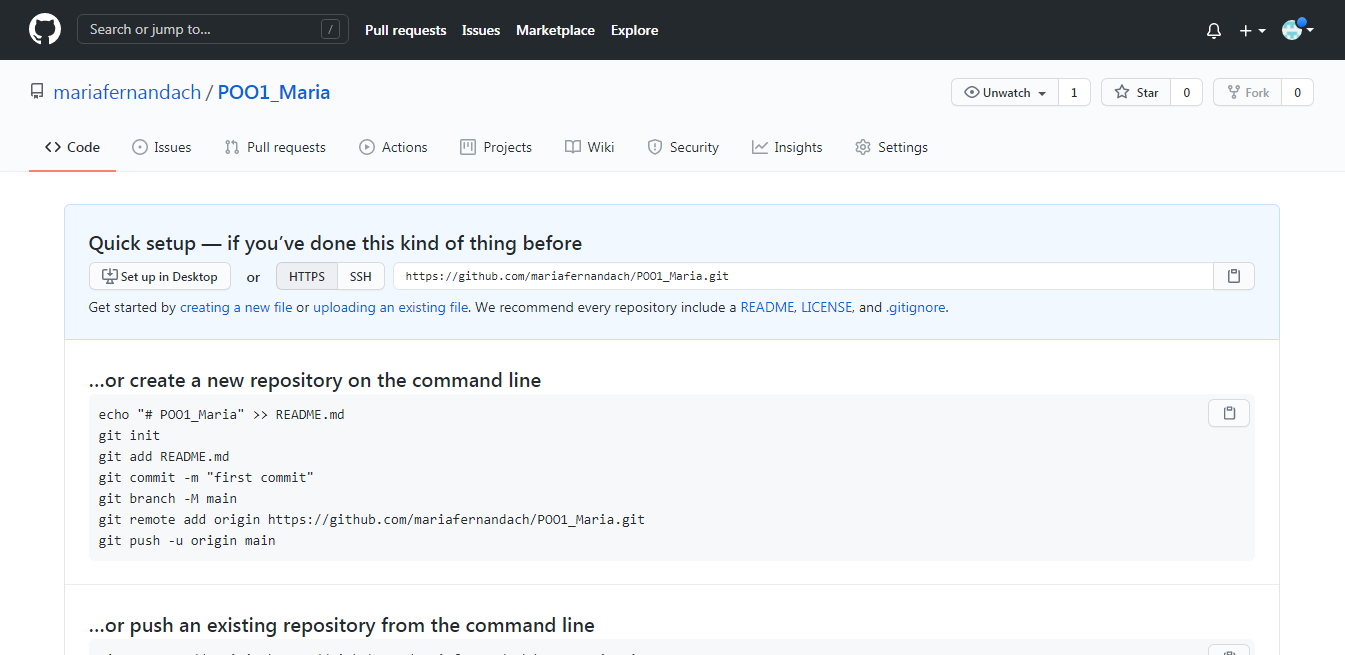 Search or jump to... / Pull requests Issues Marketplace Explore
mariafernandach / POO1_Maria Unwatch 1 Star 0 Fork 0
Code Issues Pull requests Actions Projects Wiki Security Insights Settings
Quick setup — if you’ve done this kind of thing before
Set up in Desktop or HTTPS SSH https://github.com/mariafernandach/POO1_Maria.git
Get started by creating a new file or uploading an existing file. We recommend every repository include a README, LICENSE, and .gitignore.
…or create a new repository on the command line
echo "# POO1_Maria" >> README.md
git init
git add README.md
git commit -m "first commit"
git branch -M main
git remote add origin https://github.com/mariafernandach/POO1_Maria.git
git push -u origin main
…or push an existing repository from the command line